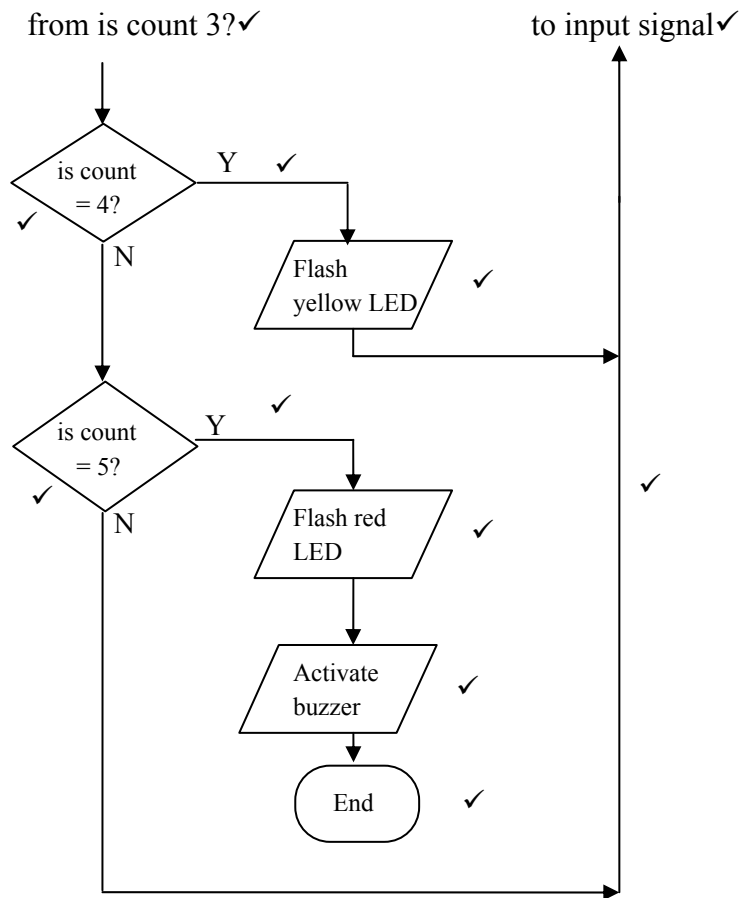 from is count 3?✓
to input signal✓
is count
= 4?
✓
Y ✓
N
Flash
yellow LED
✓
is count
= 5?
✓
Y
✓
N
✓
Flash red
LED
✓
Activate
buzzer
✓
End
✓